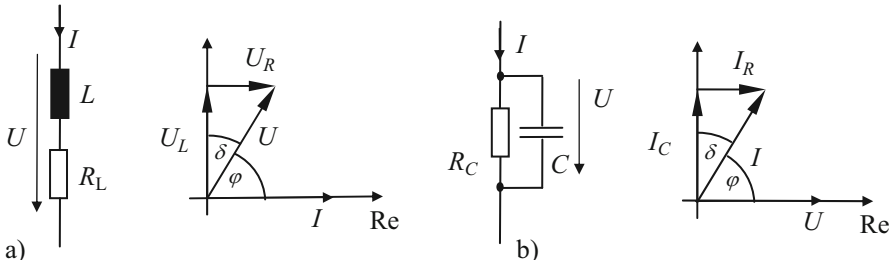 I
L
U
R_L
a)
U_R
U_L
δ
U
φ
I
Re
I
U
R_C
C
b)
I_R
I_C
δ
I
φ
U
Re